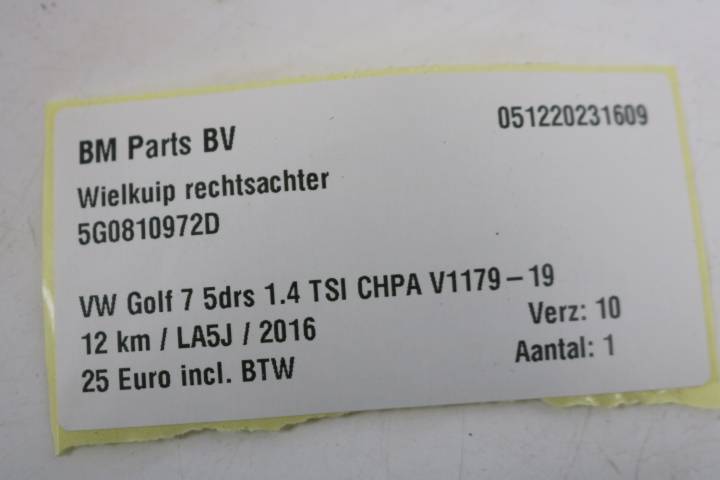 BM Parts BV 051220231609
Wielkuip rechtsachter
5G0810972D
VW Golf 7 5drs 1.4 TSI CHPA V1179-19
12 km / LA5J / 2016 Verz: 10
25 Euro incl. BTW Aantal: 1